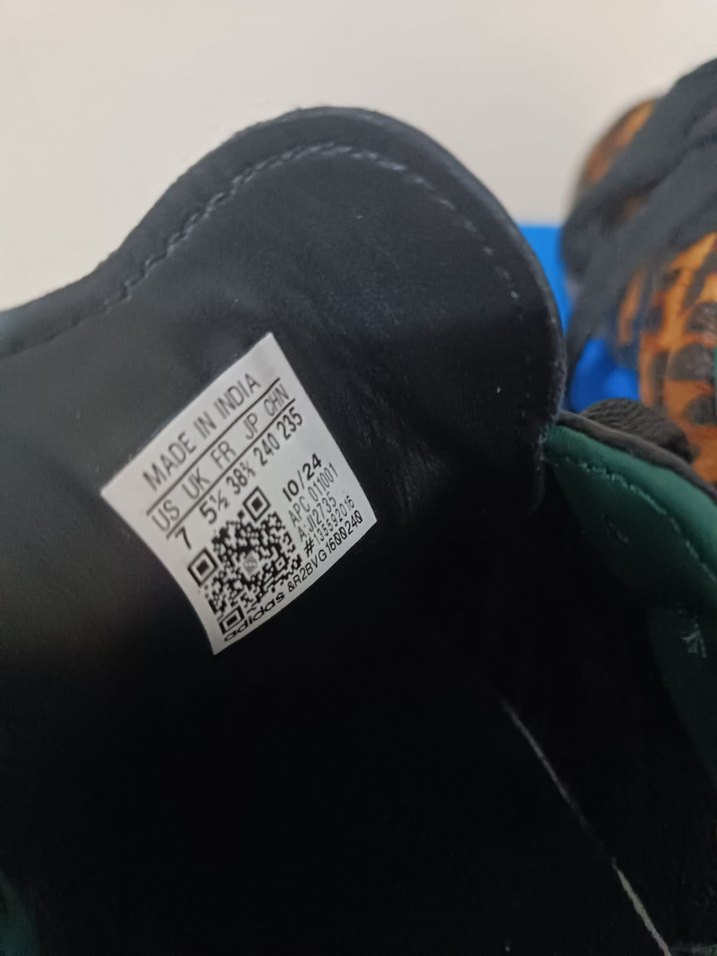 MADE IN INDIA
US UK FR JP CHN
7 5½ 38⅔ 240 235
10/24
APC 011001
AJI2735
#135592016
&R2BVG1600240
adidas